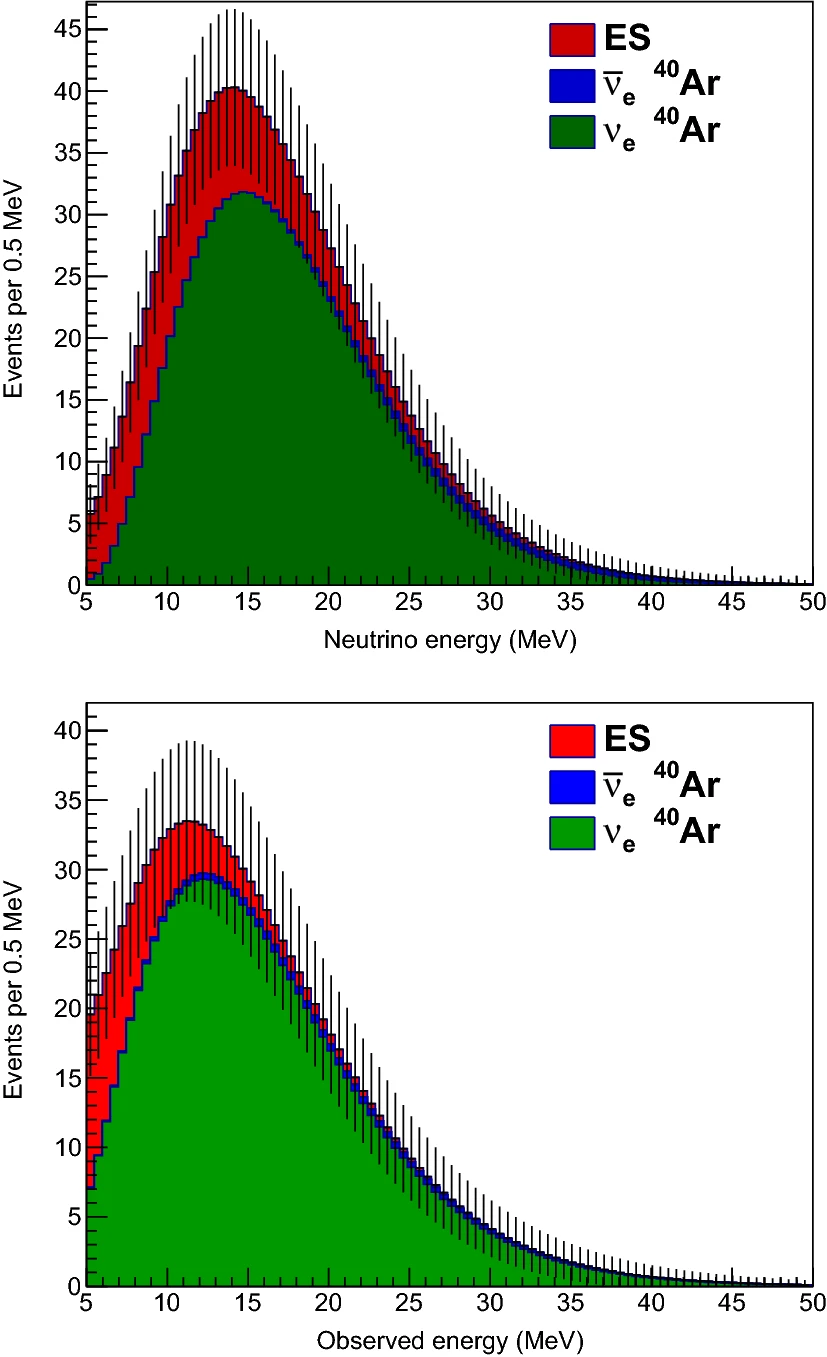 45
40
35
30
25
20
15
10
5
0
Events per 0.5 MeV
ES
ν̅e 40Ar
νe 40Ar
5 10 15 20 25 30 35 40 45 50
Neutrino energy (MeV)
40
35
30
25
20
15
10
5
0
Events per 0.5 MeV
ES
ν̅e 40Ar
νe 40Ar
5 10 15 20 25 30 35 40 45 50
Observed energy (MeV)